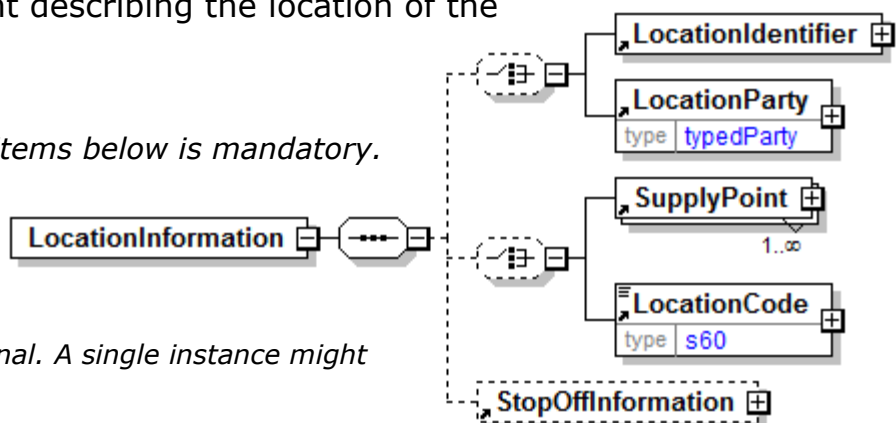 nt describing the location of the
LocationIdentifier
LocationParty
type typedParty
tems below is mandatory.
SupplyPoint
1..∞
LocationInformation
LocationCode
type s60
nal. A single instance might
StopOffInformation